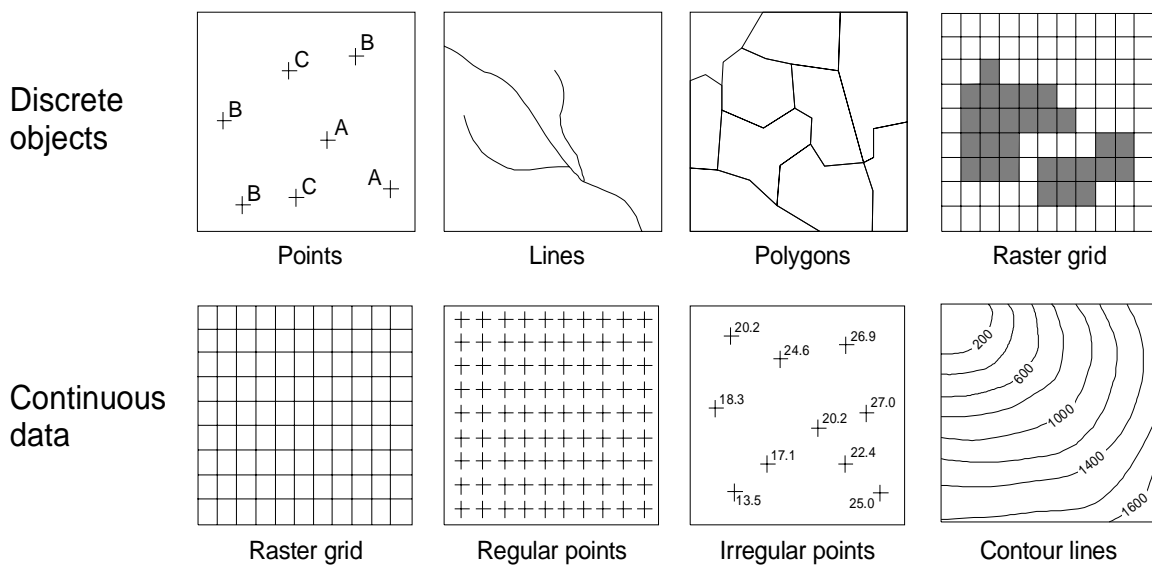 Discrete
objects
B
C
B
A
A
B
C
Points
Lines
Polygons
Raster grid
Continuous
data
20.2
24.6
26.9
18.3
27.0
20.2
17.1
22.4
13.5
25.0
200
600
1000
1400
1600
Raster grid
Regular points
Irregular points
Contour lines